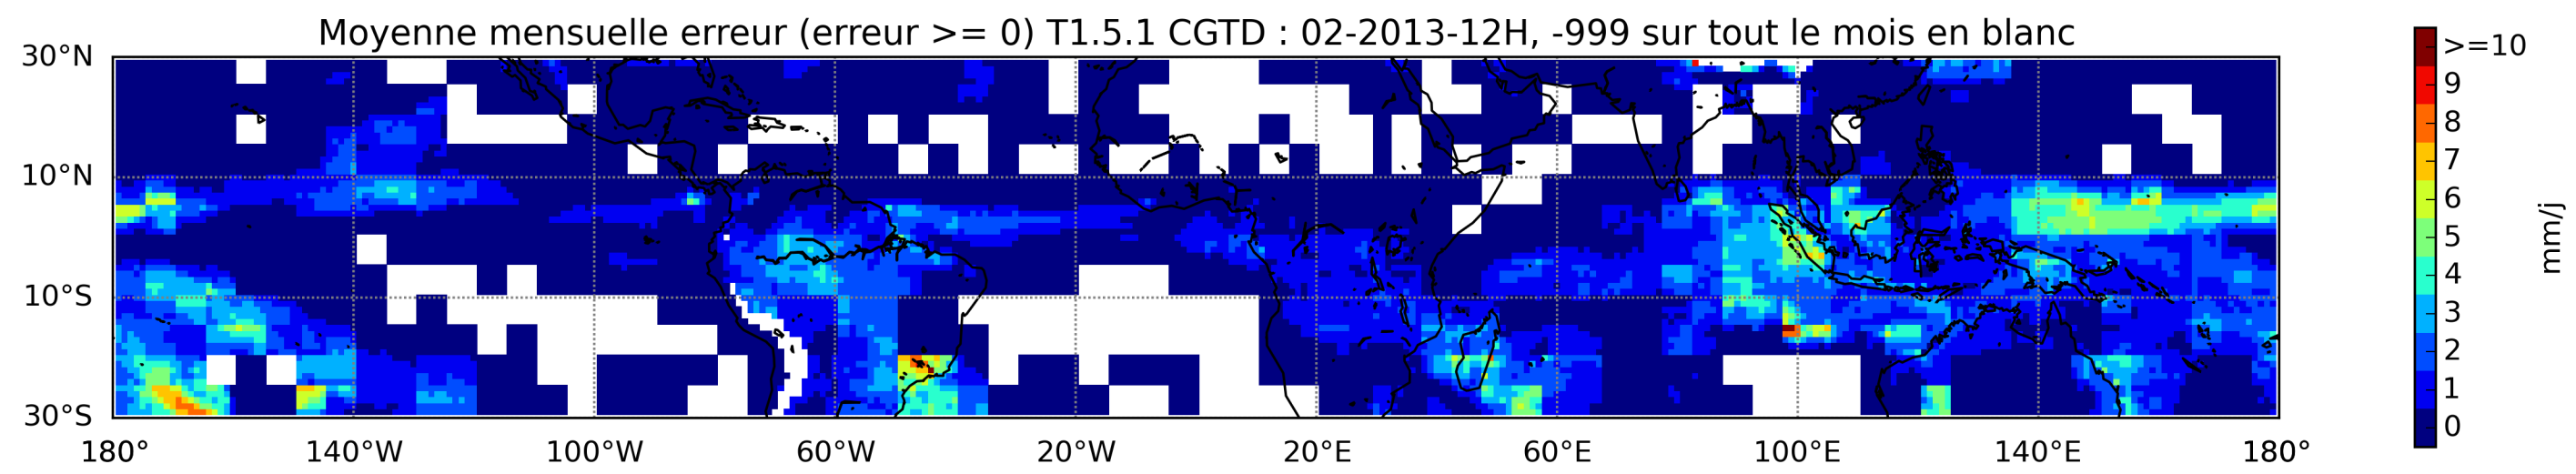 Moyenne mensuelle erreur (erreur >= 0) T1.5.1 CGTD : 02-2013-12H, -999 sur tout le mois en blanc
30°N
10°N
10°S
30°S
180° 140°W 100°W 60°W 20°W 20°E 60°E 100°E 140°E 180°
>=10
9
8
7
6
5
4
3
2
1
0
mm/j